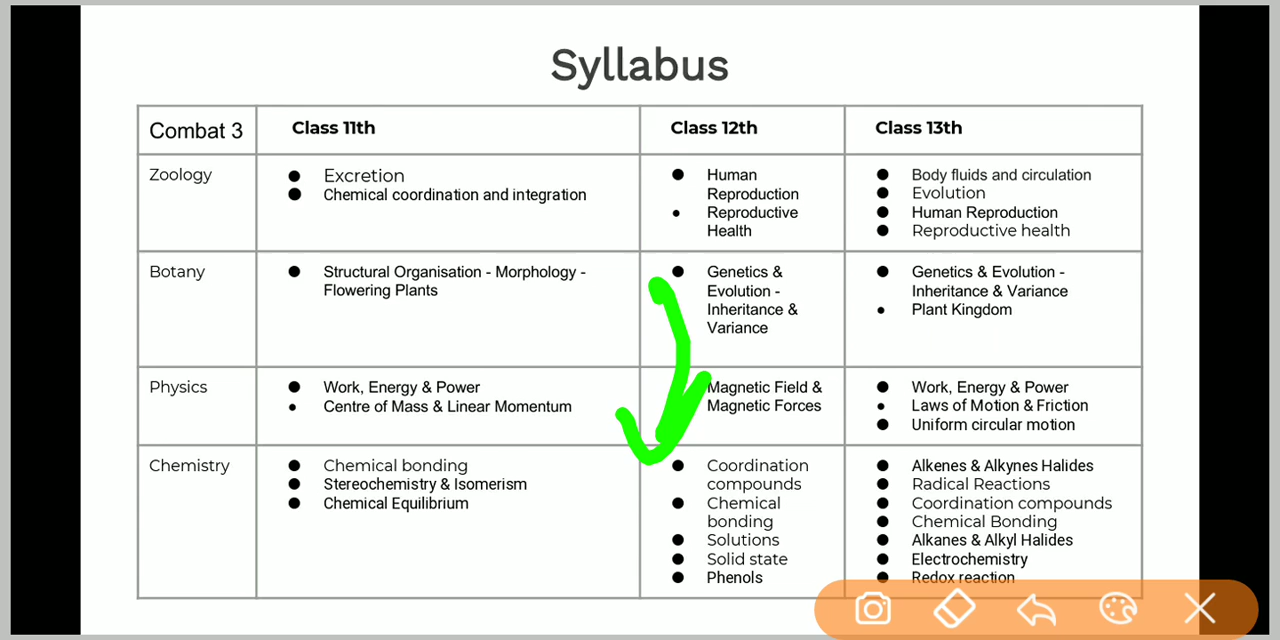 Syllabus
Combat 3
Class 11th
Class 12th
Class 13th
Zoology
Excretion
Chemical coordination and integration
Human
Reproduction
Reproductive
Health
Body fluids and circulation
Evolution
Human Reproduction
Reproductive health
Botany
Structural Organisation - Morphology -
Flowering Plants
Genetics &
Evolution -
Inheritance &
Variance
Genetics & Evolution -
Inheritance & Variance
Plant Kingdom
Physics
Work, Energy & Power
Centre of Mass & Linear Momentum
Magnetic Field &
Magnetic Forces
Work, Energy & Power
Laws of Motion & Friction
Uniform circular motion
Chemistry
Chemical bonding
Stereochemistry & Isomerism
Chemical Equilibrium
Coordination
compounds
Chemical
bonding
Solutions
Solid state
Phenols
Alkenes & Alkynes Halides
Radical Reactions
Coordination compounds
Chemical Bonding
Alkanes & Alkyl Halides
Electrochemistry
Redox reaction